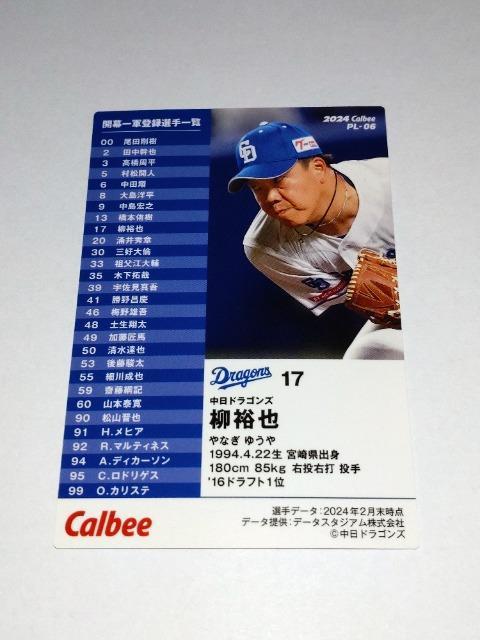 開幕一軍登録選手一覧
00 尾田剛樹
2 田中幹也
3 高橋周平
5 村松開人
6 中田翔
8 大島洋平
9 中島宏之
13 橋本侑樹
17 柳裕也
20 涌井秀章
30 三好大倫
33 祖父江大輔
35 木下拓哉
39 宇佐見真吾
41 勝野昌慶
46 梅野雄吾
48 土生翔太
49 加藤匠馬
50 清水達也
53 後藤駿太
55 細川成也
59 齋藤綱記
60 山本泰寛
90 松山晋也
91 H.メヒア
92 R.マルティネス
94 A.ディカーソン
95 C.ロドリゲス
99 O.カリステ
2024 Calbee
PL-06
CD
Dragons 17
中日ドラゴンズ
柳裕也
やなぎ ゆうや
1994.4.22生 宮崎県出身
180cm 85kg 右投右打 投手
'16ドラフト1位
Calbee
選手データ:2024年2月末時点
データ提供:データスタジアム株式会社
©中日ドラゴンズ